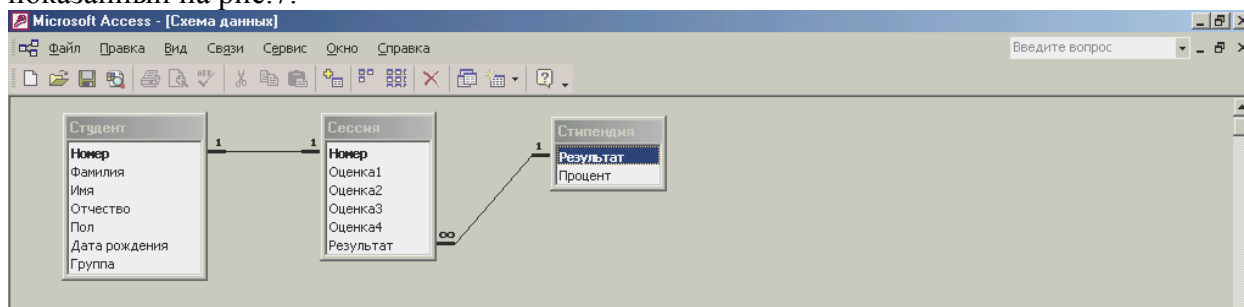 показанный на рис.7.
Microsoft Access - [Схема данных]
Файл Правка Вид Связи Сервис Окно Справка
Введите вопрос
Студент
Номер
Фамилия
Имя
Отчество
Пол
Дата рождения
Группа
1
1
Сессия
Номер
Оценка1
Оценка2
Оценка3
Оценка4
Результат
∞
1
Стипендия
Результат
Процент